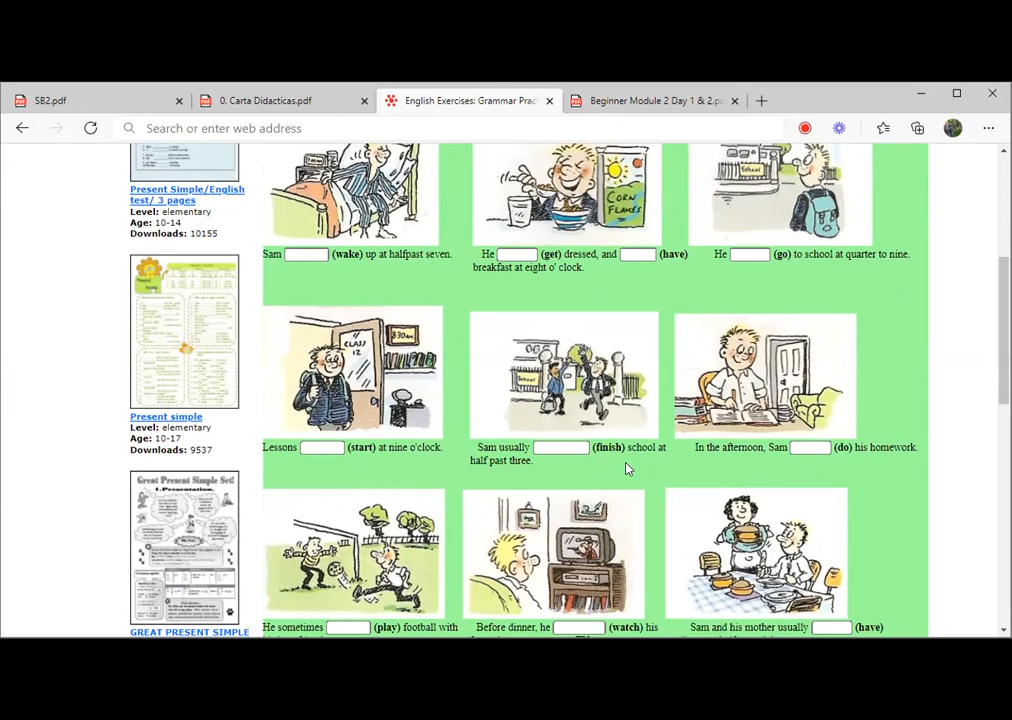 SB2.pdf
0. Carta Didacticas.pdf
English Exercises: Grammar Prac
Beginner Module 2 Day 1 & 2.pc
Search or enter web address
Present Simple/English
test/ 3 pages
Level: elementary
Age: 10-14
Downloads: 10155
School
CORN
FLAKES
Sam (wake) up at halfpast seven.
He (get) dressed, and (have)
breakfast at eight o' clock.
He (go) to school at quarter to nine.
Present simple
Level: elementary
Age: 10-17
Downloads: 9537
CLASS
12
8:30AM
School
Lessons (start) at nine o'clock.
Sam usually (finish) school at
half past three.
In the afternoon, Sam (do) his homework.
Great Present Simple Set!
1.Presentation.
GREAT PRESENT SIMPLE
He sometimes (play) football with
Before dinner, he (watch) his
Sam and his mother usually (have)